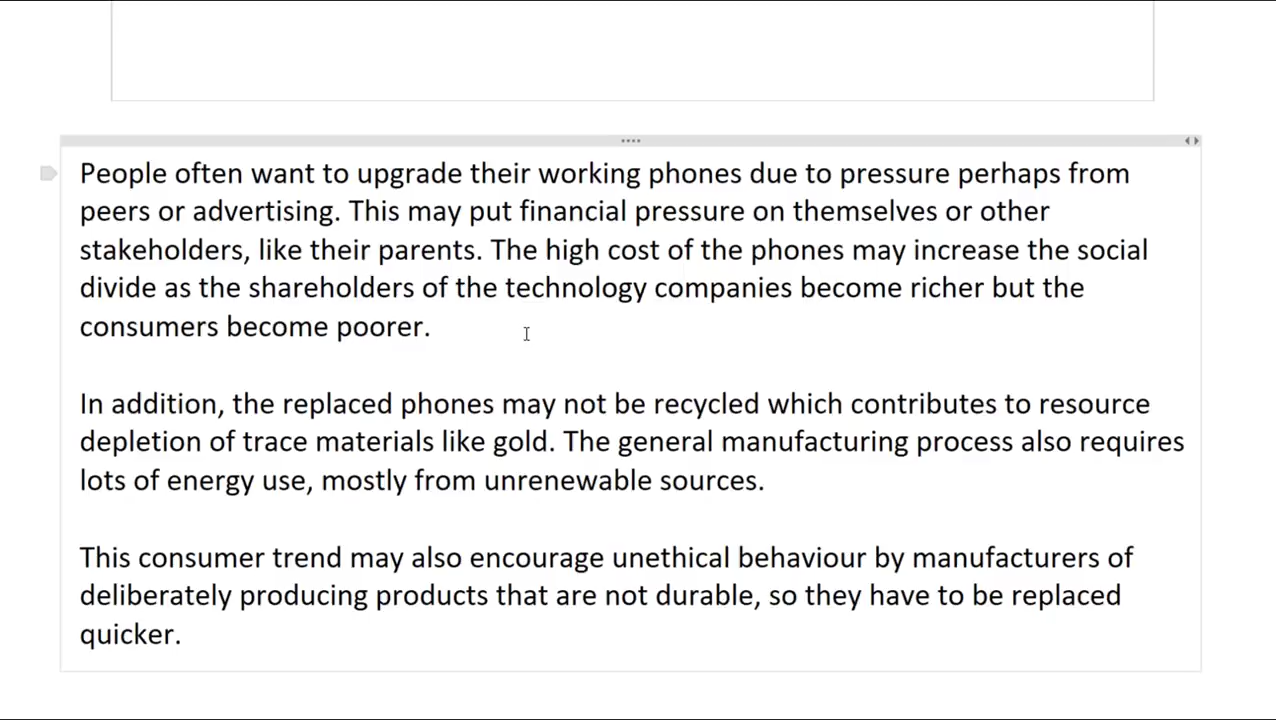 People often want to upgrade their working phones due to pressure perhaps from
peers or advertising. This may put financial pressure on themselves or other
stakeholders, like their parents. The high cost of the phones may increase the social
divide as the shareholders of the technology companies become richer but the
consumers become poorer.
In addition, the replaced phones may not be recycled which contributes to resource
depletion of trace materials like gold. The general manufacturing process also requires
lots of energy use, mostly from unrenewable sources.
This consumer trend may also encourage unethical behaviour by manufacturers of
deliberately producing products that are not durable, so they have to be replaced
quicker.